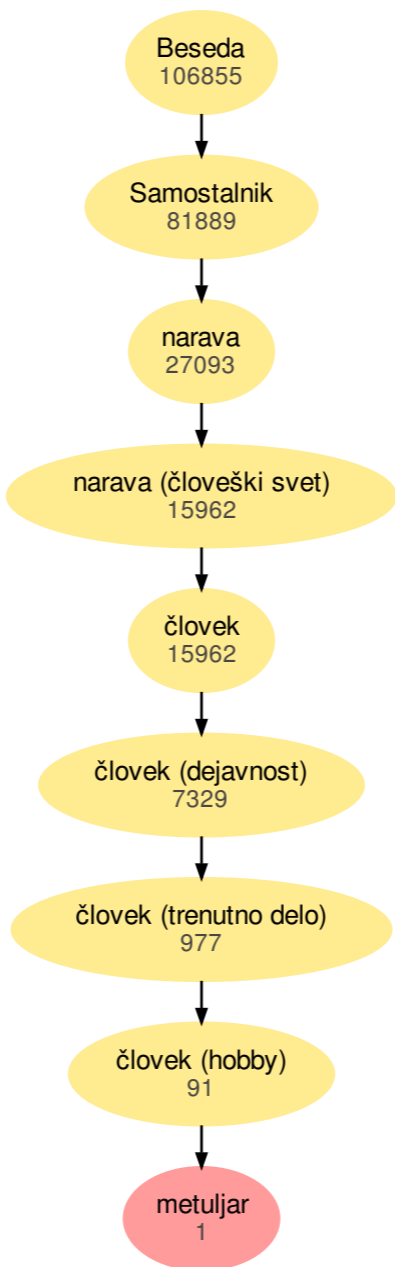 Beseda
106855
Samostalnik
81889
narava
27093
narava (človeški svet)
15962
človek
15962
človek (dejavnost)
7329
človek (trenutno delo)
977
človek (hobby)
91
metuljar
1